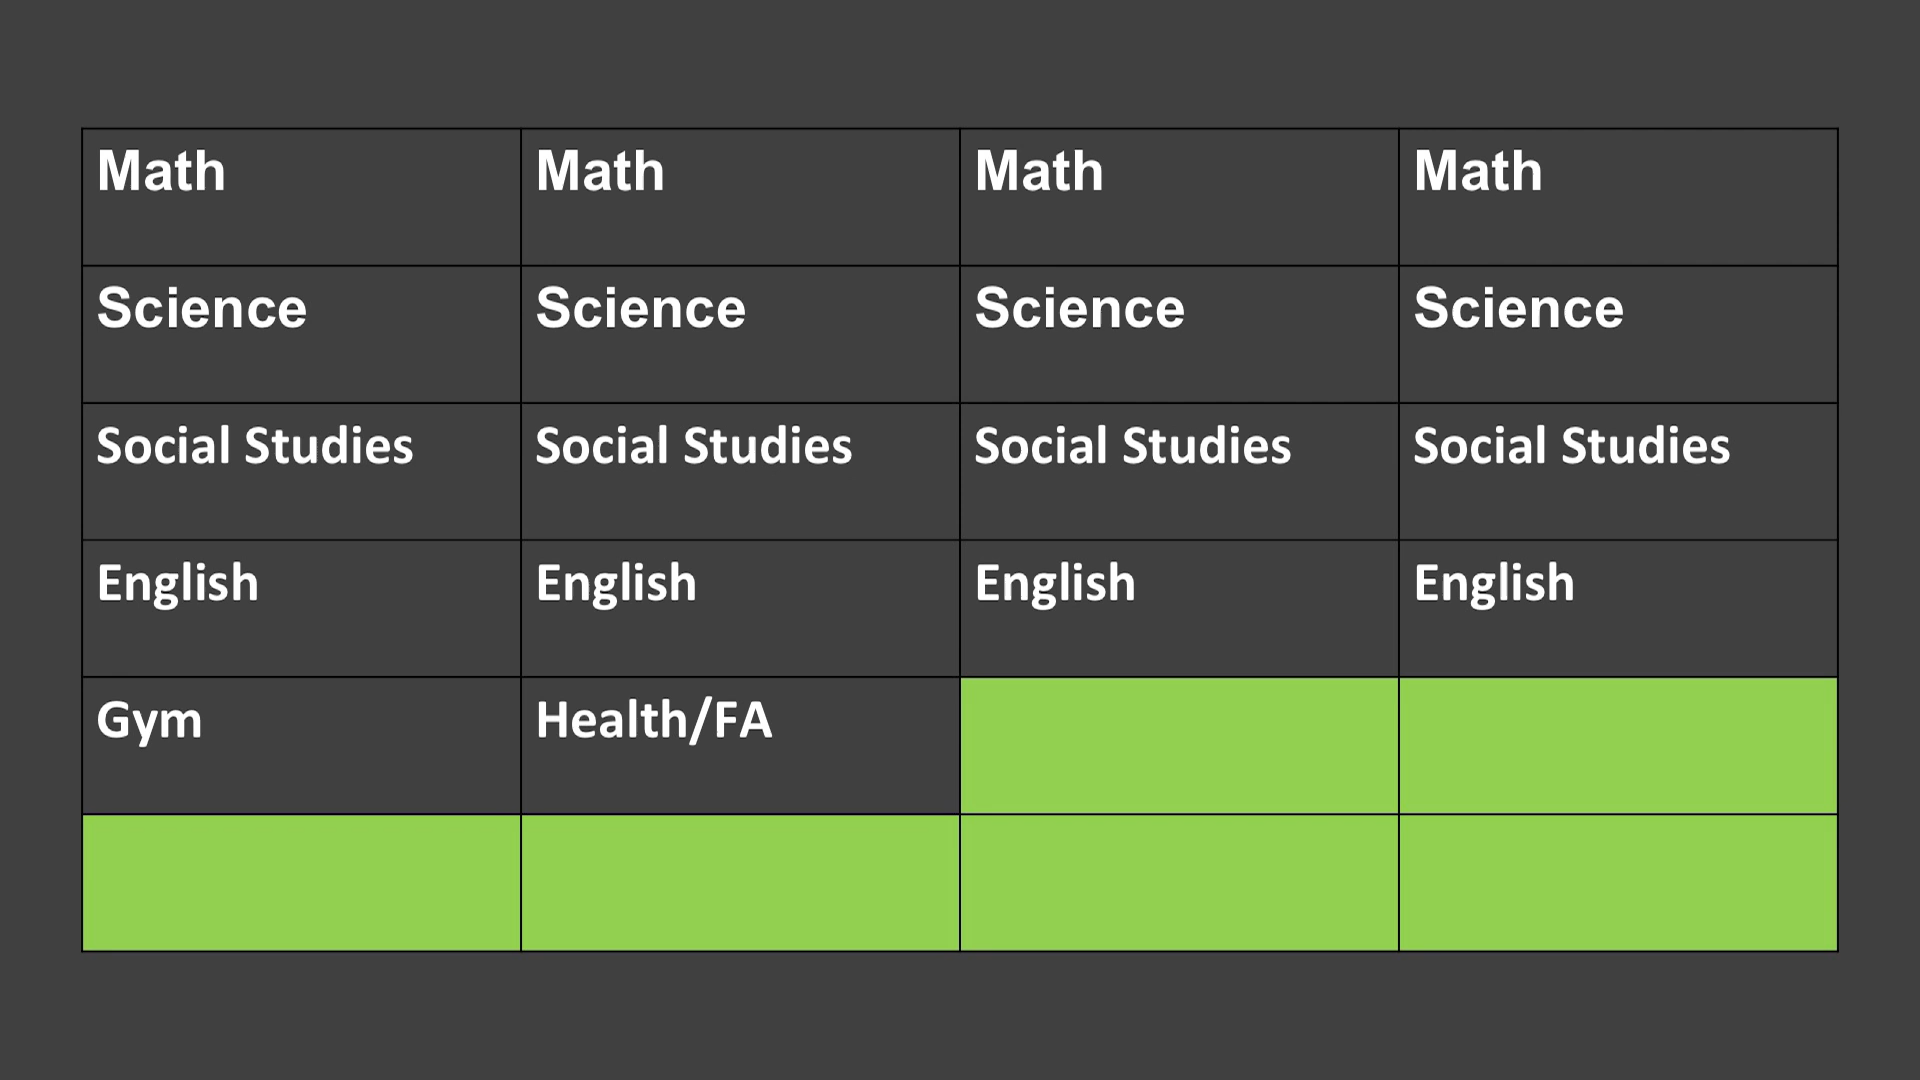 Math Math Math Math
Science Science Science Science
Social Studies Social Studies Social Studies Social Studies
English English English English
Gym Health/FA